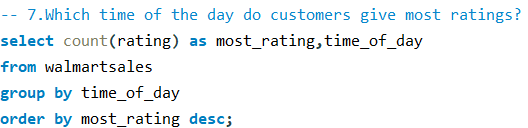 -- 7.Which time of the day do customers give most ratings?
select count(rating) as most_rating,time_of_day
from walmartsales
group by time_of_day
order by most_rating desc;